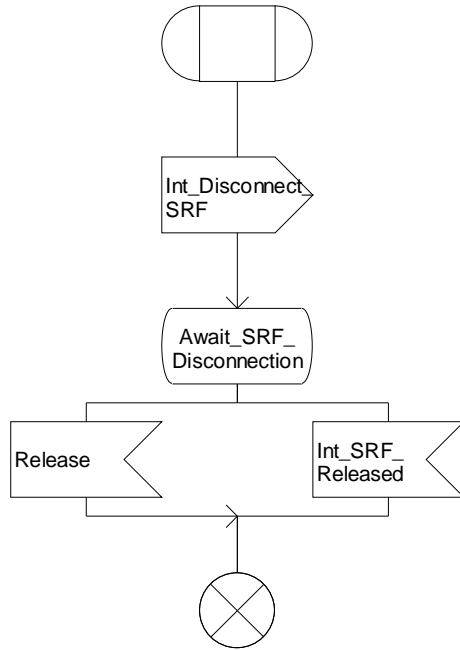 Int_Disconnect_
SRF
Await_SRF_
Disconnection
Release
Int_SRF_
Released